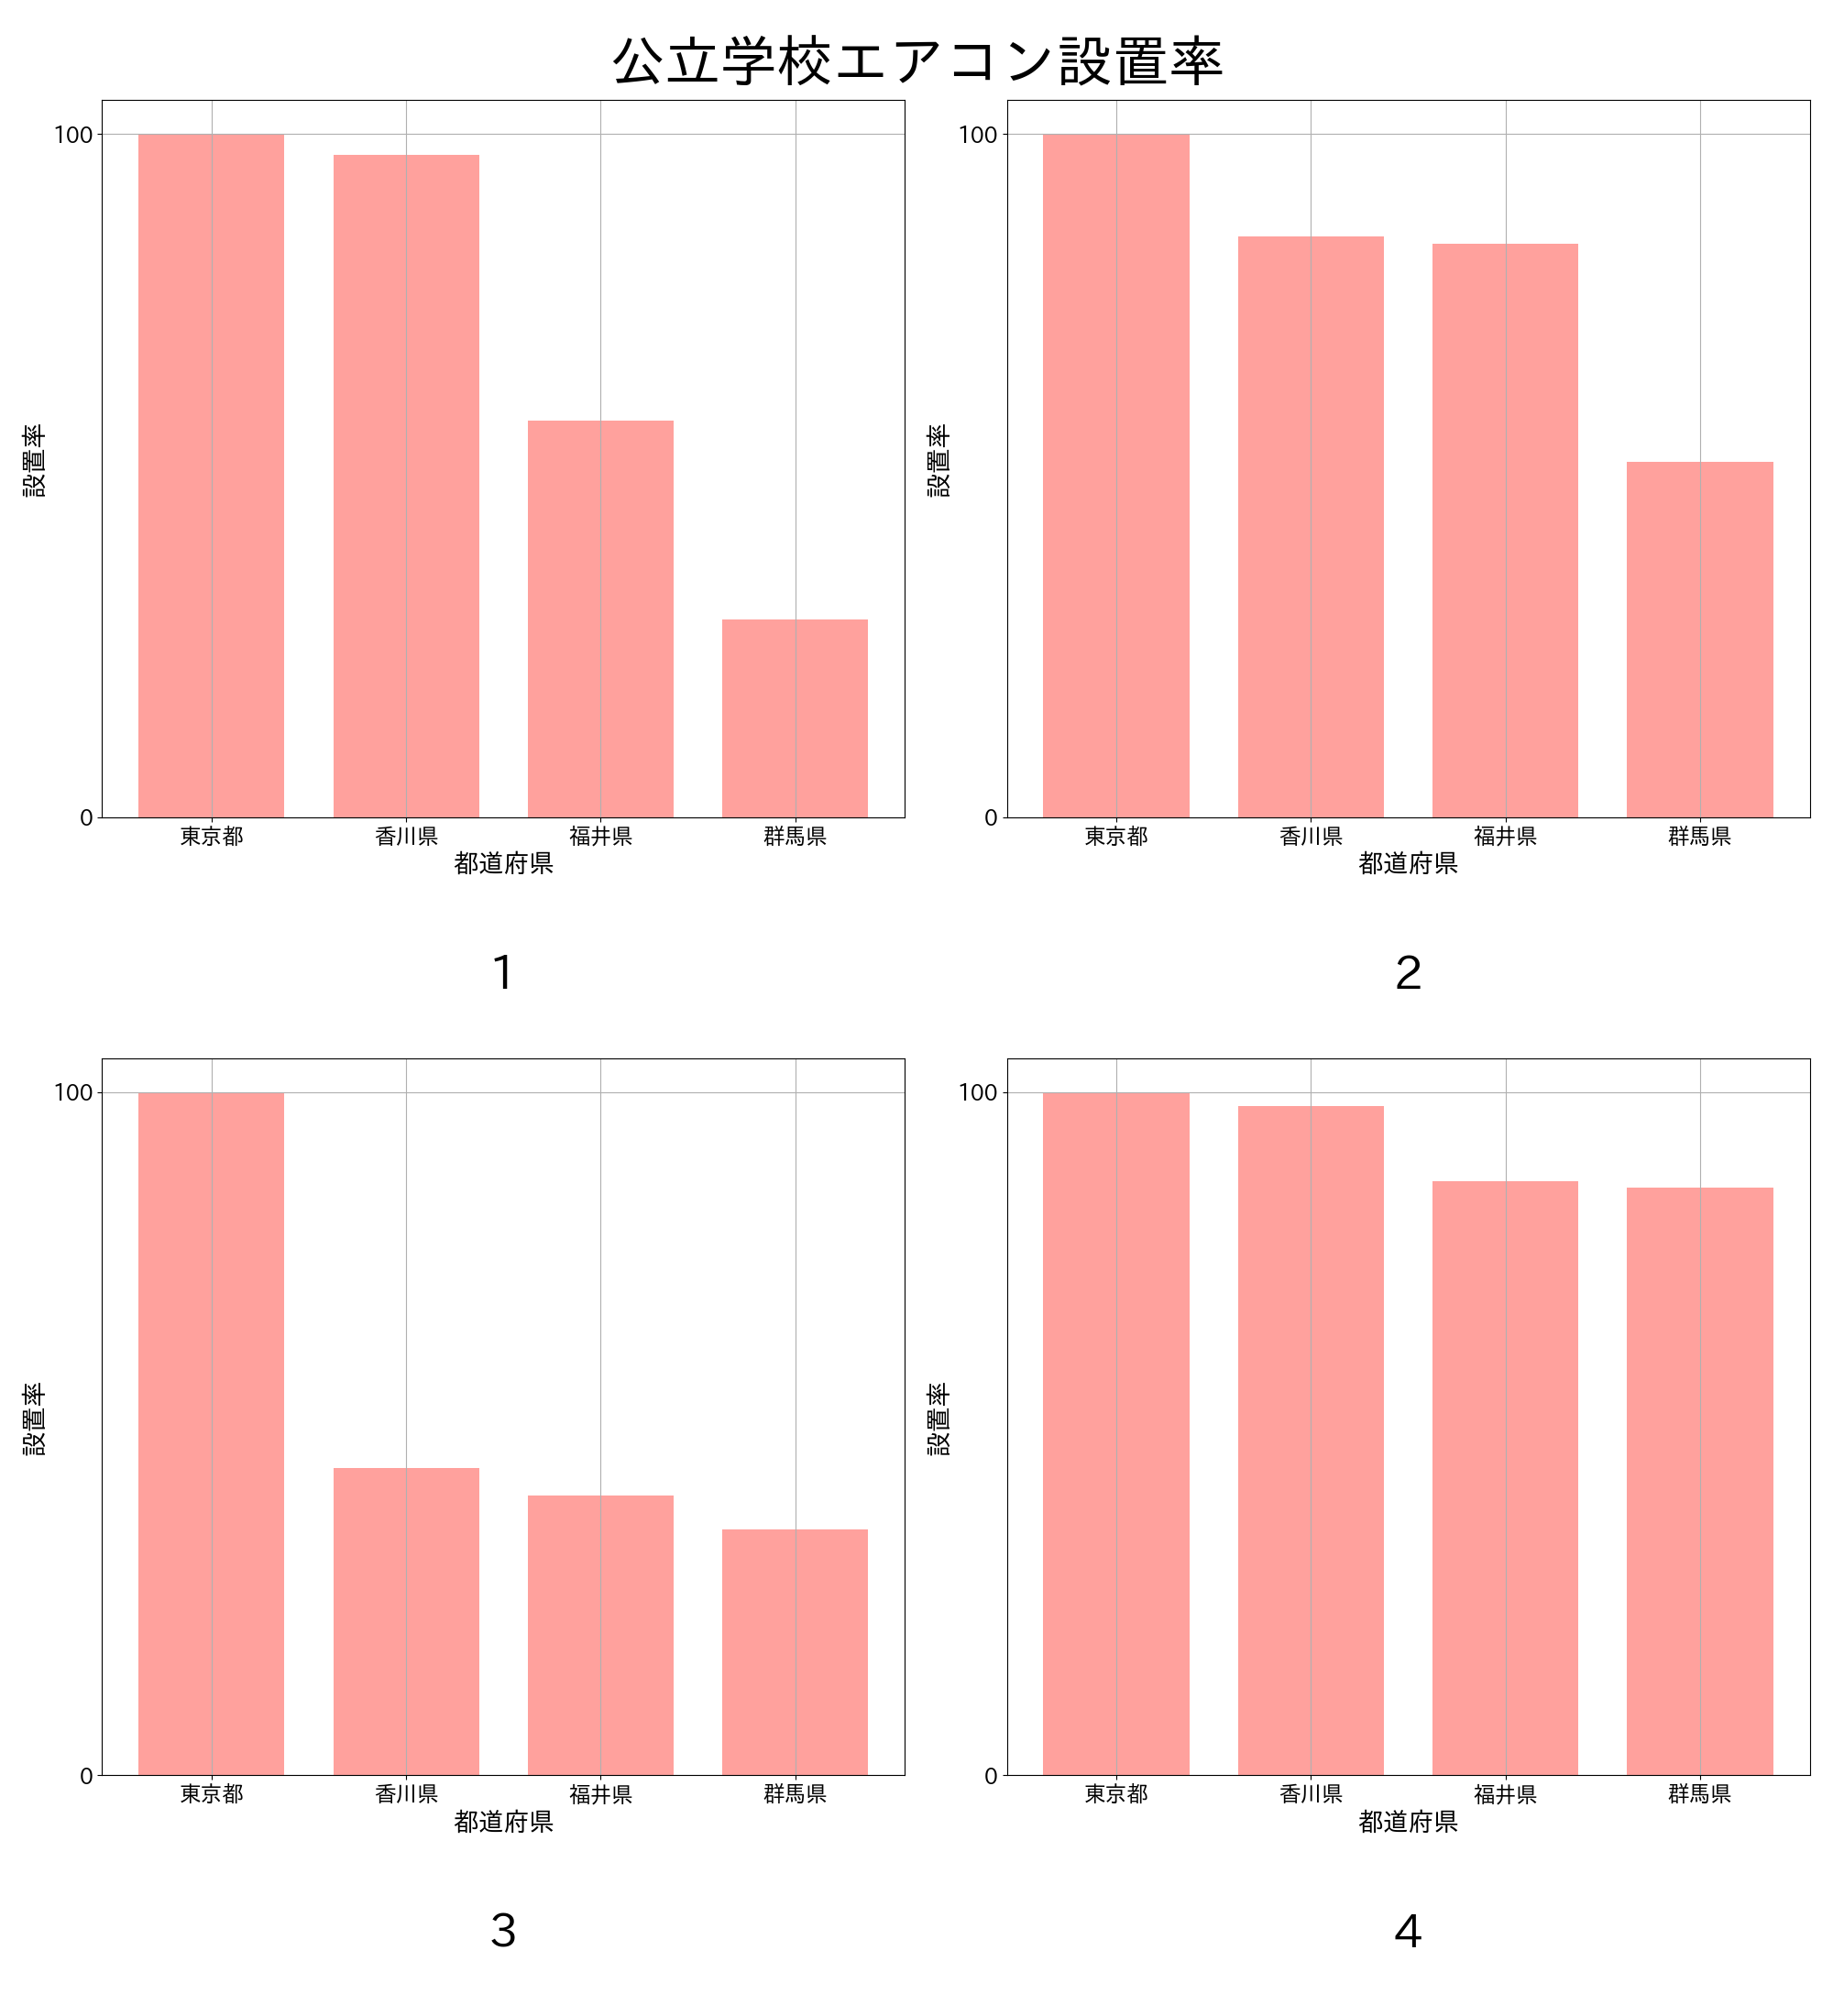 公立学校エアコン設置率
100
設置率
0
東京都 香川県 福井県 群馬県
都道府県
1
100
設置率
0
東京都 香川県 福井県 群馬県
都道府県
2
100
設置率
0
東京都 香川県 福井県 群馬県
都道府県
3
100
設置率
0
東京都 香川県 福井県 群馬県
都道府県
4